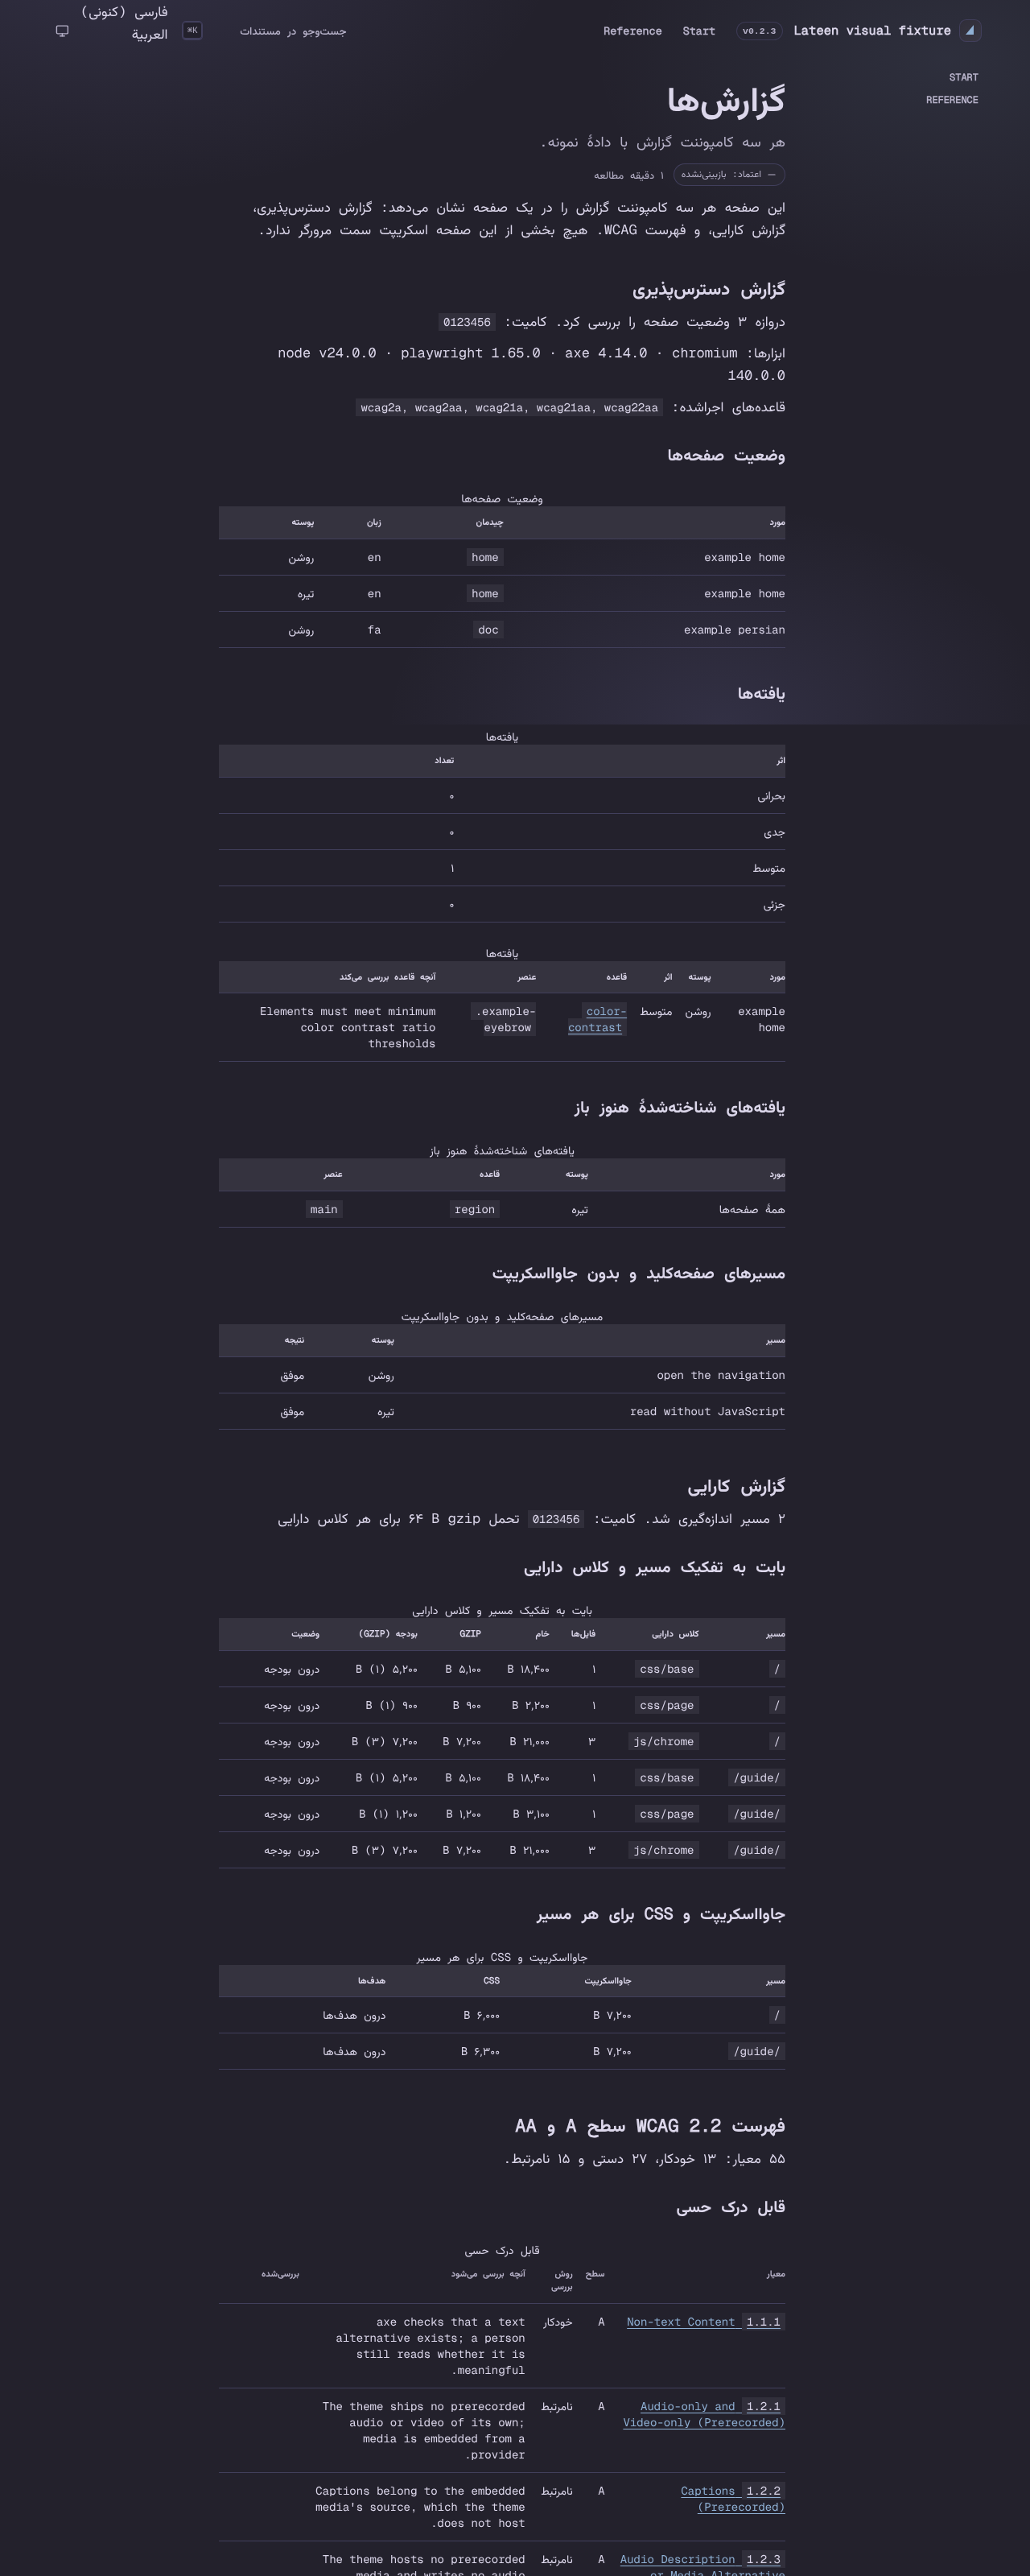 Lateen visual fixture
v0.2.3
Start
Reference
جست‌وجو در مستندات
⌘K
فارسی (کنونی)
العربية
START
REFERENCE
گزارش‌ها
هر سه کامپوننت گزارش با دادهٔ نمونه.
— اعتماد: بازبینی‌نشده
۱ دقیقه مطالعه
این صفحه هر سه کامپوننت گزارش را در یک صفحه نشان می‌دهد: گزارش دسترس‌پذیری،
گزارش کارایی، و فهرست WCAG. هیچ بخشی از این صفحه اسکریپت سمت مرورگر ندارد.
گزارش دسترس‌پذیری
دروازه ۳ وضعیت صفحه را بررسی کرد. کامیت: 0123456
ابزارها: node v24.0.0 · playwright 1.65.0 · axe 4.14.0 · chromium
140.0.0
قاعده‌های اجراشده: wcag2a, wcag2aa, wcag21a, wcag21aa, wcag22aa
وضعیت صفحه‌ها
وضعیت صفحه‌ها
مورد چیدمان زبان پوسته
example home home en روشن
example home home en تیره
example persian doc fa روشن
یافته‌ها
یافته‌ها
اثر تعداد
بحرانی ۰
جدی ۰
متوسط ۱
جزئی ۰
یافته‌ها
مورد پوسته اثر قاعده عنصر آنچه قاعده بررسی می‌کند
example روشن متوسط color- .example- Elements must meet minimum
home contrast eyebrow color contrast ratio
thresholds
یافته‌های شناخته‌شدهٔ هنوز باز
یافته‌های شناخته‌شدهٔ هنوز باز
مورد پوسته قاعده عنصر
همهٔ صفحه‌ها تیره region main
مسیرهای صفحه‌کلید و بدون جاوااسکریپت
مسیرهای صفحه‌کلید و بدون جاوااسکریپت
مسیر پوسته نتیجه
open the navigation روشن موفق
read without JavaScript تیره موفق
گزارش کارایی
۲ مسیر اندازه‌گیری شد. کامیت: 0123456 تحمل ۶۴ B gzip برای هر کلاس دارایی
بایت به تفکیک مسیر و کلاس دارایی
بایت به تفکیک مسیر و کلاس دارایی
مسیر کلاس دارایی فایل‌ها خام GZIP بودجه (GZIP) وضعیت
/ css/base ۱ ۱۸٬۴۰۰ B ۵٬۱۰۰ B ۵٬۲۰۰ B (۱) درون بودجه
/ css/page ۱ ۲٬۲۰۰ B ۹۰۰ B ۹۰۰ B (۱) درون بودجه
/ js/chrome ۳ ۲۱٬۰۰۰ B ۷٬۲۰۰ B ۷٬۲۰۰ B (۳) درون بودجه
/guide/ css/base ۱ ۱۸٬۴۰۰ B ۵٬۱۰۰ B ۵٬۲۰۰ B (۱) درون بودجه
/guide/ css/page ۱ ۳٬۱۰۰ B ۱٬۲۰۰ B ۱٬۲۰۰ B (۱) درون بودجه
/guide/ js/chrome ۳ ۲۱٬۰۰۰ B ۷٬۲۰۰ B ۷٬۲۰۰ B (۳) درون بودجه
جاوااسکریپت و CSS برای هر مسیر
جاوااسکریپت و CSS برای هر مسیر
مسیر جاوااسکریپت CSS هدف‌ها
/ ۷٬۲۰۰ B ۶٬۰۰۰ B درون هدف‌ها
/guide/ ۷٬۲۰۰ B ۶٬۳۰۰ B درون هدف‌ها
فهرست WCAG 2.2 سطح A و AA
۵۵ معیار: ۱۳ خودکار، ۲۷ دستی و ۱۵ نامرتبط.
قابل درک حسی
قابل درک حسی
معیار سطح روش آنچه بررسی می‌شود بررسی‌شده
بررسی
1.1.1 Non-text Content A خودکار axe checks that a text
alternative exists; a person
still reads whether it is
meaningful.
1.2.1 Audio-only and A نامرتبط The theme ships no prerecorded
Video-only (Prerecorded) audio or video of its own;
media is embedded from a
provider.
1.2.2 Captions A نامرتبط Captions belong to the embedded
(Prerecorded) media's source, which the theme
does not host.
1.2.3 Audio Description A نامرتبط The theme hosts no prerecorded
or Media Alternative media and writes no audio